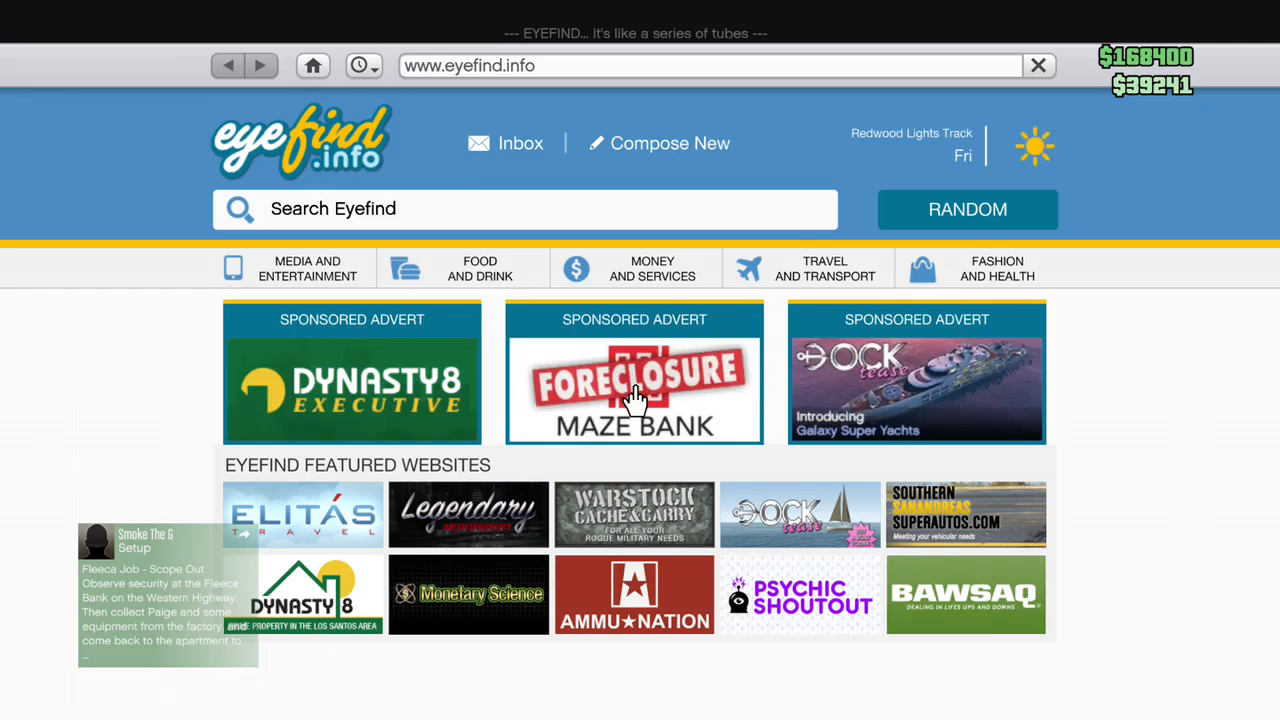 --- EYEFIND... It's like a series of tubes ---
www.eyefind.info
$168400
$39241
eyefind
.info
Inbox
Compose New
Redwood Lights Track
Fri
Search Eyefind
RANDOM
MEDIA AND
ENTERTAINMENT
FOOD
AND DRINK
MONEY
AND SERVICES
TRAVEL
AND TRANSPORT
FASHION
AND HEALTH
SPONSORED ADVERT
SPONSORED ADVERT
SPONSORED ADVERT
DYNASTY 8
EXECUTIVE
FORECLOSURE
MAZE BANK
DOCK
tease
Introducing
Galaxy Super Yachts
EYEFIND FEATURED WEBSITES
ELITÁS
TRAVEL
Legendary
WARSTOCK
CACHE & CARRY
FOR ALL YOUR
ROGUE MILITARY NEEDS
DOCK
tease
SOUTHERN
SANANDREAS
SUPERAUTOS.COM
Meeting your vehicular needs
DYNASTY 8
PROPERTY IN THE LOS SANTOS AREA
Monetary Science
AMMU★NATION
PSYCHIC
SHOUTOUT
BAWSAQ
DEALING IN LIFES UPS AND DOWNS
Smoke The G
Setup
Fleeca Job - Scope Out
Observe security at the Fleeca
Bank on the Western Highway.
Then collect Paige and some
equipment from the factory, and
come back to the apartment to
...